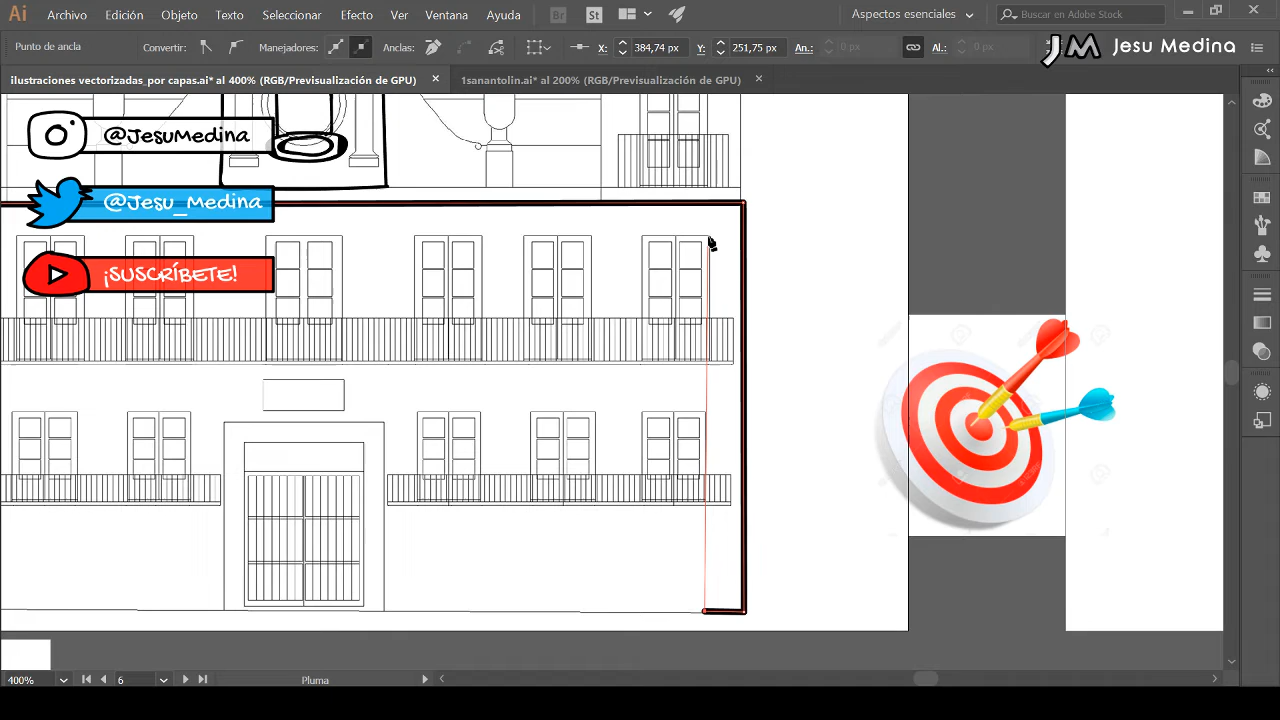 Ai Archivo Edición Objeto Texto Seleccionar Efecto Ver Ventana Ayuda Br St Aspectos esenciales Buscar en Adobe Stock
Punto de ancla Convertir: Manejadores: Anclas: X: 384,74 px Y: 251,75 px An.: 0 px Al.: 0 px
JM Jesu Medina
ilustraciones vectorizadas_por capas.ai* al 400% (RGB/Previsualización de GPU) 1sanantolin.ai* al 200% (RGB/Previsualización de GPU)
@JesuMedina
@Jesu_Medina
¡SUSCRÍBETE!
400% 6 Pluma